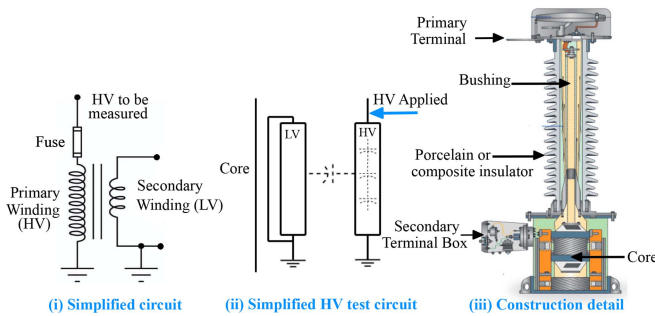 HV to be
measured
Fuse
Primary
Winding
(HV)
Secondary
Winding (LV)
(i) Simplified circuit
HV Applied
LV
HV
Core
(ii) Simplified HV test circuit
Primary
Terminal
Bushing
Porcelain or
composite insulator
Secondary
Terminal Box
Core
(iii) Construction detail